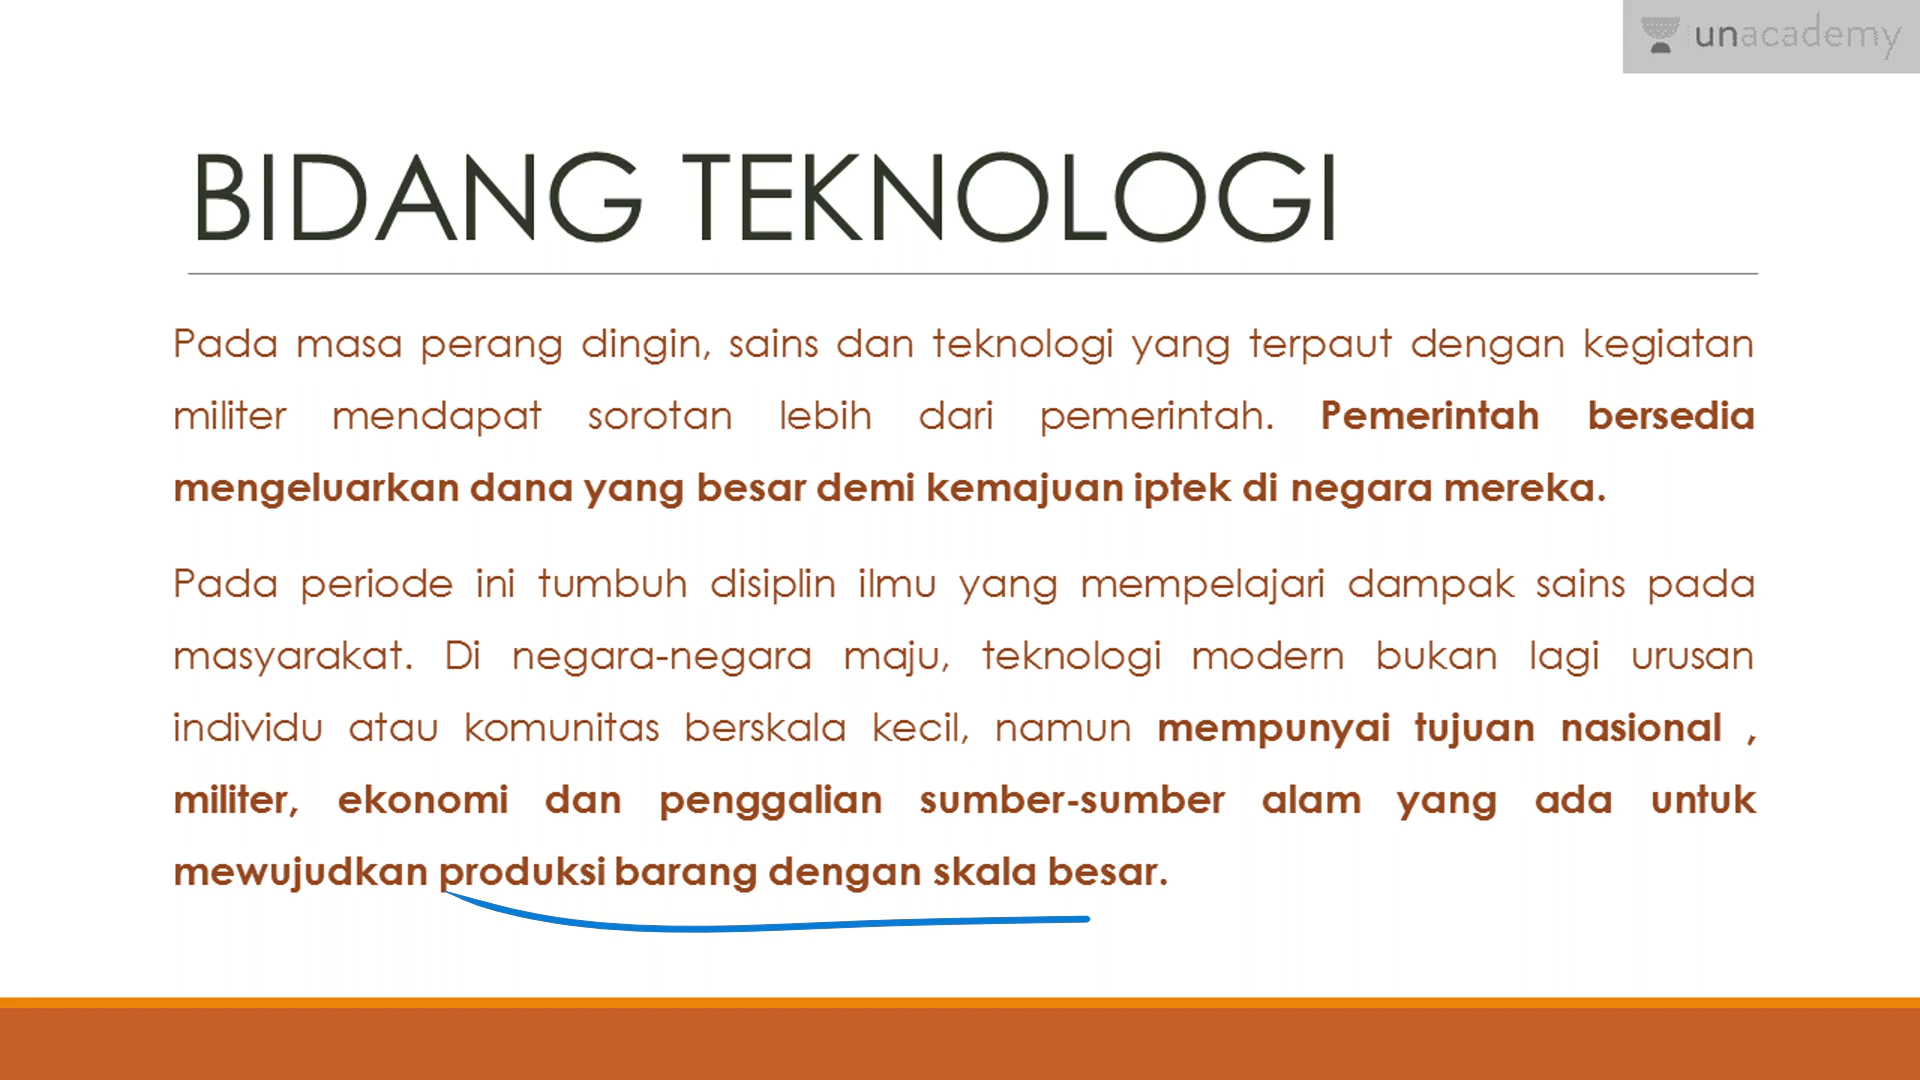 unacademy
BIDANG TEKNOLOGI
Pada masa perang dingin, sains dan teknologi yang terpaut dengan kegiatan
militer mendapat sorotan lebih dari pemerintah. Pemerintah bersedia
mengeluarkan dana yang besar demi kemajuan iptek di negara mereka.
Pada periode ini tumbuh disiplin ilmu yang mempelajari dampak sains pada
masyarakat. Di negara-negara maju, teknologi modern bukan lagi urusan
individu atau komunitas berskala kecil, namun mempunyai tujuan nasional ,
militer, ekonomi dan penggalian sumber-sumber alam yang ada untuk
mewujudkan produksi barang dengan skala besar.